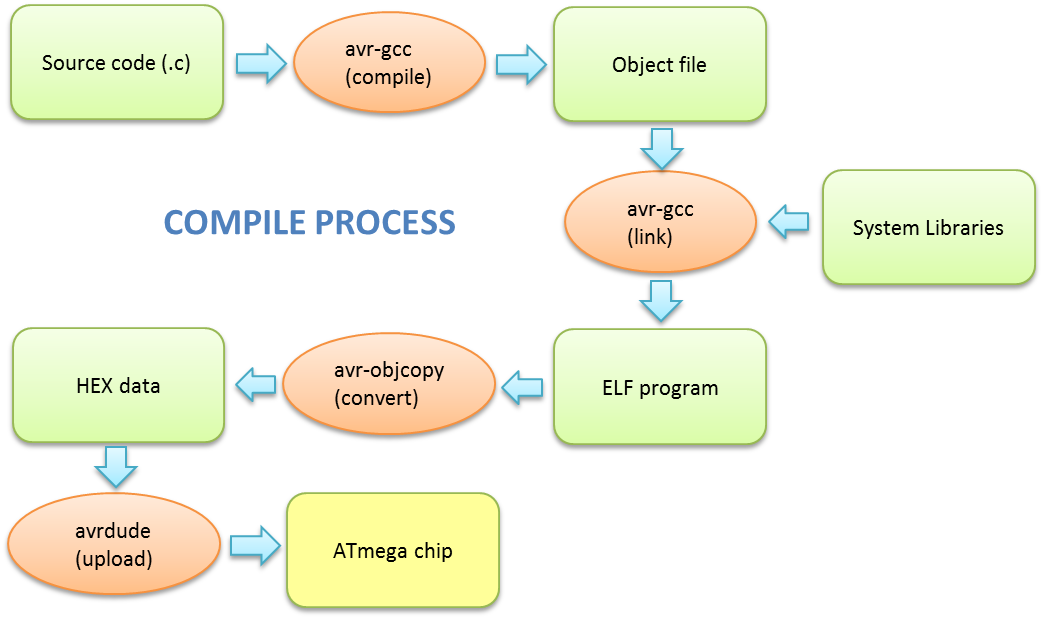 Source code (.c)
avr-gcc
(compile)
Object file
COMPILE PROCESS
avr-gcc
(link)
System Libraries
HEX data
avr-objcopy
(convert)
ELF program
avrdude
(upload)
ATmega chip